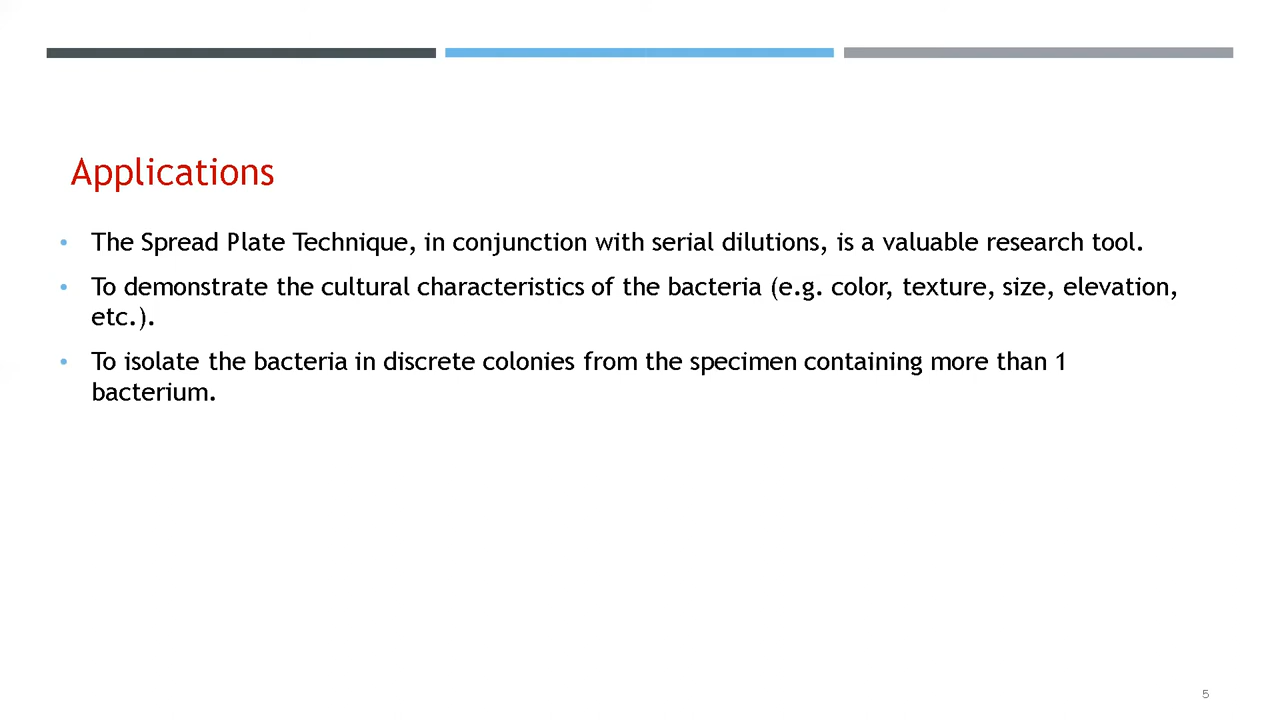 Applications
• The Spread Plate Technique, in conjunction with serial dilutions, is a valuable research tool.
• To demonstrate the cultural characteristics of the bacteria (e.g. color, texture, size, elevation,
etc.).
• To isolate the bacteria in discrete colonies from the specimen containing more than 1
bacterium.
5